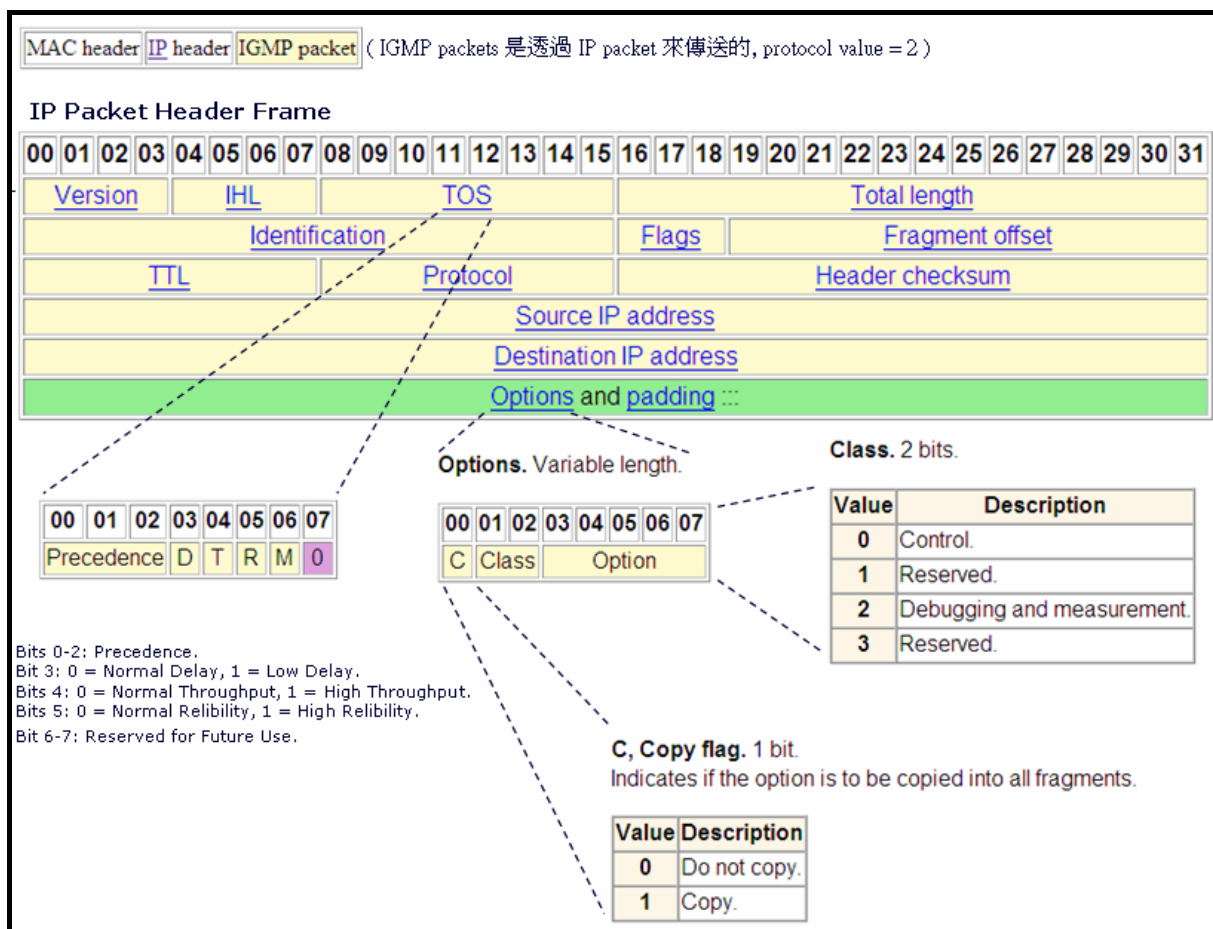 MAC header IP header IGMP packet ( IGMP packets 是透過 IP packet 來傳送的, protocol value = 2 )
IP Packet Header Frame
00 01 02 03 04 05 06 07 08 09 10 11 12 13 14 15 16 17 18 19 20 21 22 23 24 25 26 27 28 29 30 31
Version IHL TOS Total length
Identification Flags Fragment offset
TTL Protocol Header checksum
Source IP address
Destination IP address
Options and padding :::
00 01 02 03 04 05 06 07
Precedence D T R M 0
Bits 0-2: Precedence.
Bit 3: 0 = Normal Delay, 1 = Low Delay.
Bits 4: 0 = Normal Throughput, 1 = High Throughput.
Bits 5: 0 = Normal Relibility, 1 = High Relibility.
Bit 6-7: Reserved for Future Use.
Options. Variable length.
00 01 02 03 04 05 06 07
C Class Option
Class. 2 bits.
Value Description
0 Control.
1 Reserved.
2 Debugging and measurement.
3 Reserved.
C, Copy flag. 1 bit.
Indicates if the option is to be copied into all fragments.
Value Description
0 Do not copy.
1 Copy.